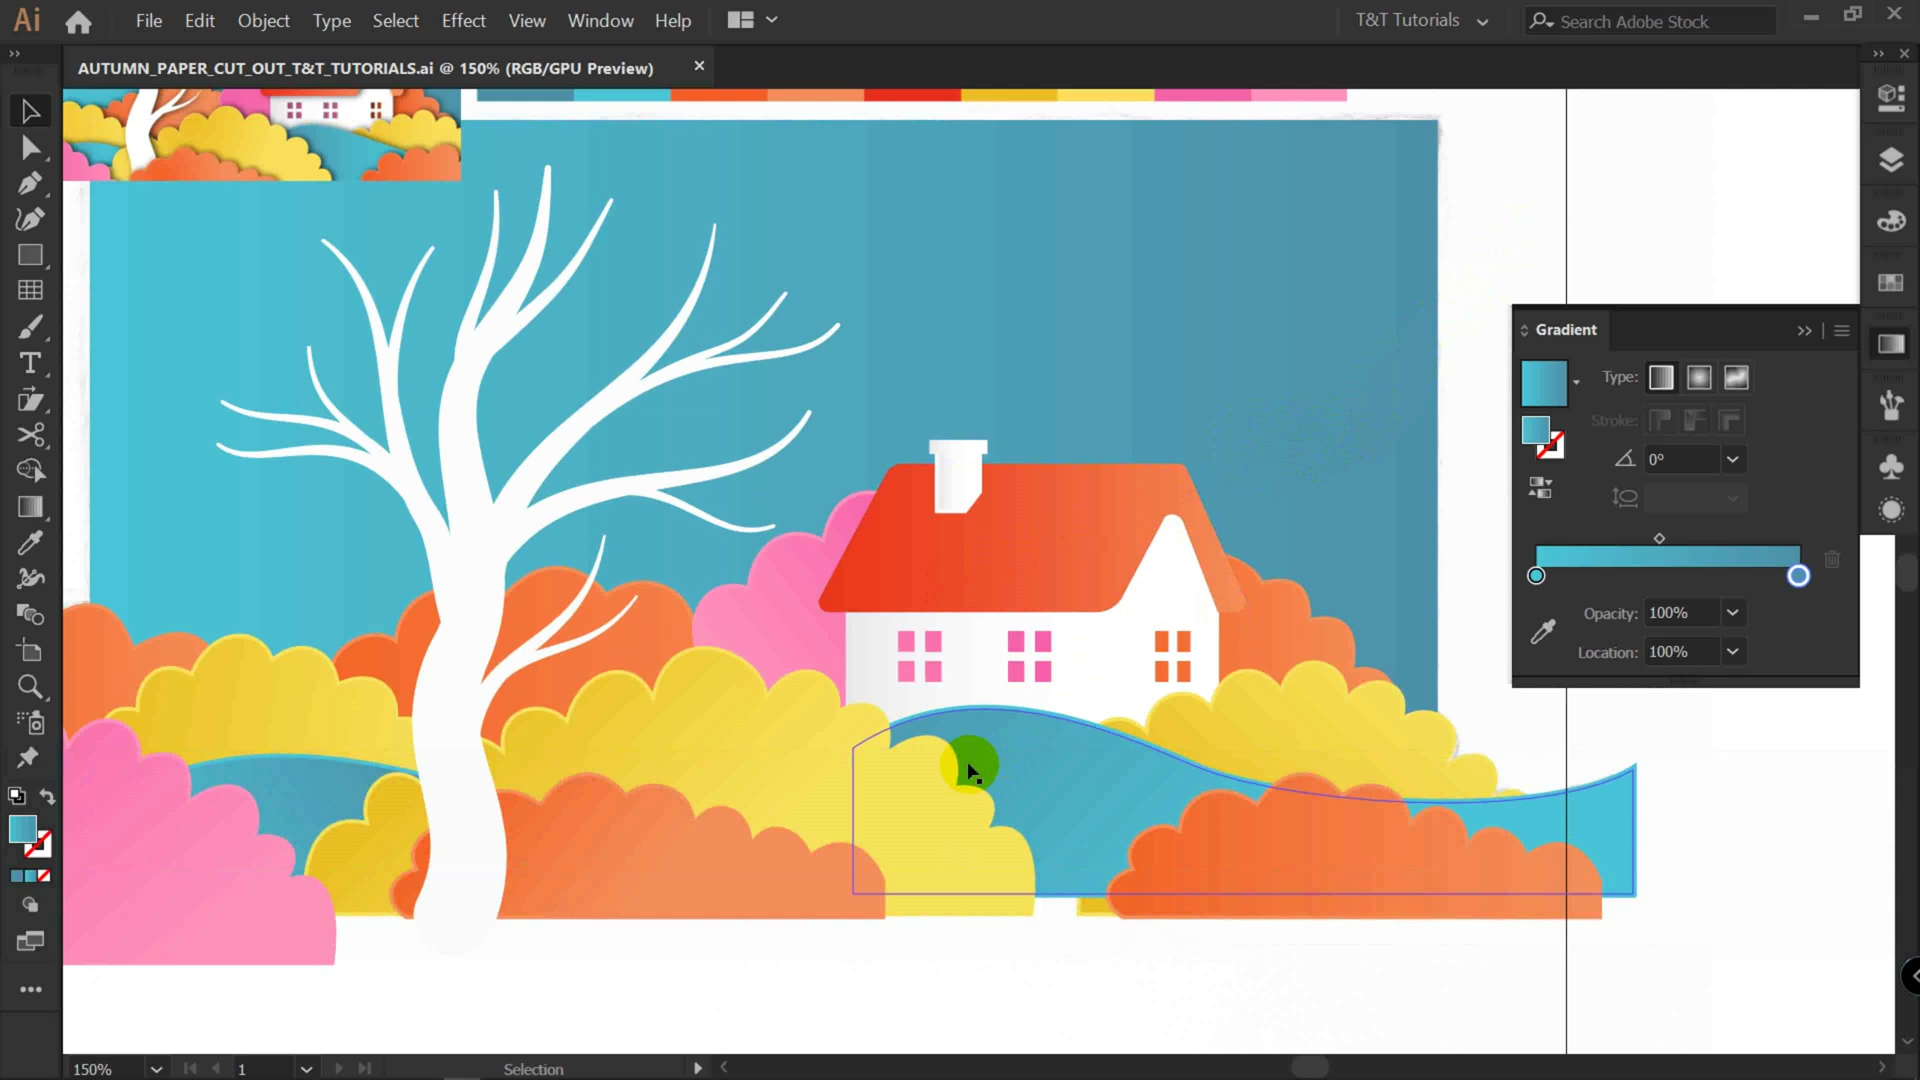 Ai File Edit Object Type Select Effect View Window Help T&T Tutorials Search Adobe Stock
AUTUMN_PAPER_CUT_OUT_T&T_TUTORIALS.ai @ 150% (RGB/GPU Preview)
Gradient
Type:
Stroke:
0°
Opacity: 100%
Location: 100%
150% 1 Selection